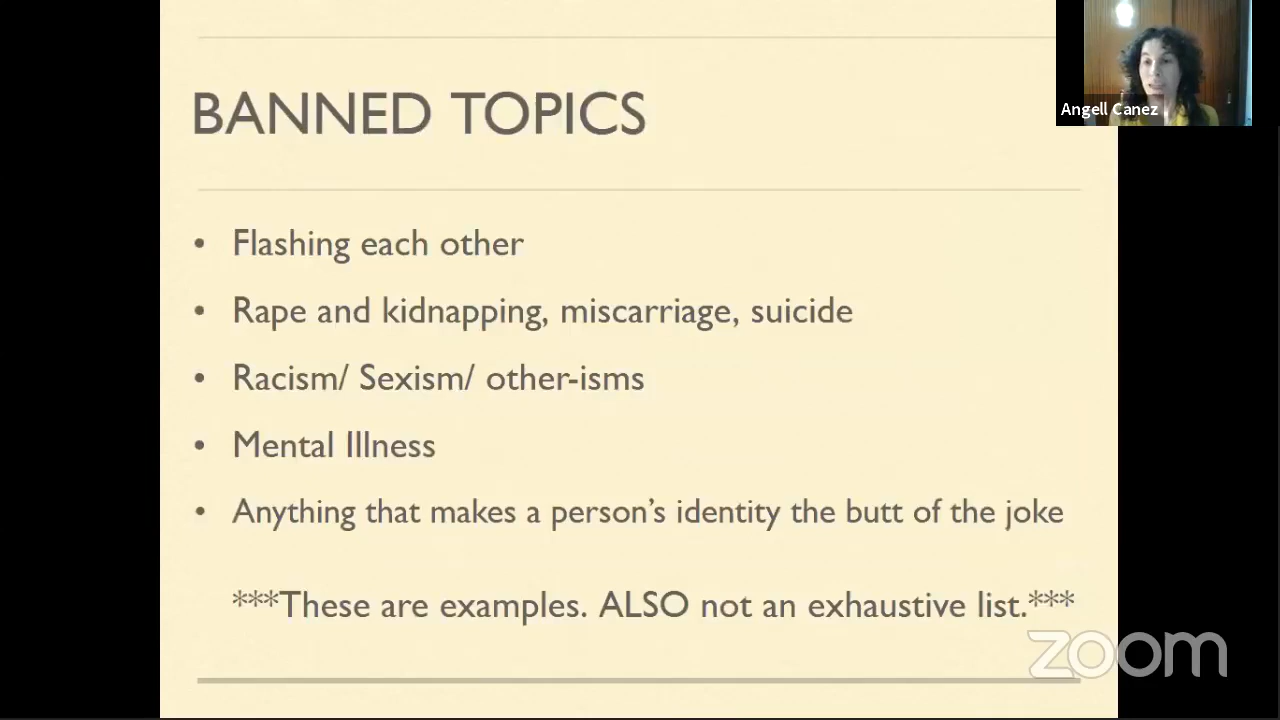 BANNED TOPICS
Angell Canez
• Flashing each other
• Rape and kidnapping, miscarriage, suicide
• Racism/ Sexism/ other-isms
• Mental Illness
• Anything that makes a person’s identity the butt of the joke
***These are examples. ALSO not an exhaustive list.***
zoom